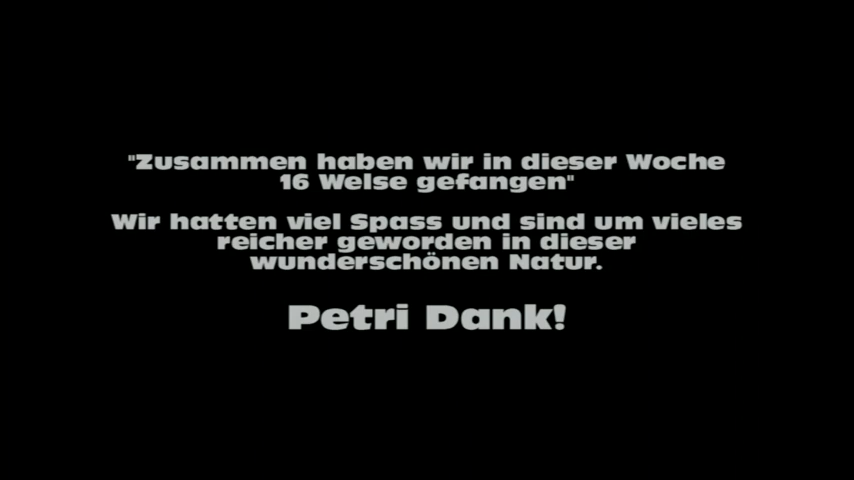 "Zusammen haben wir in dieser Woche
16 Welse gefangen"
Wir hatten viel Spass und sind um vieles
reicher geworden in dieser
wunderschönen Natur.
Petri Dank!